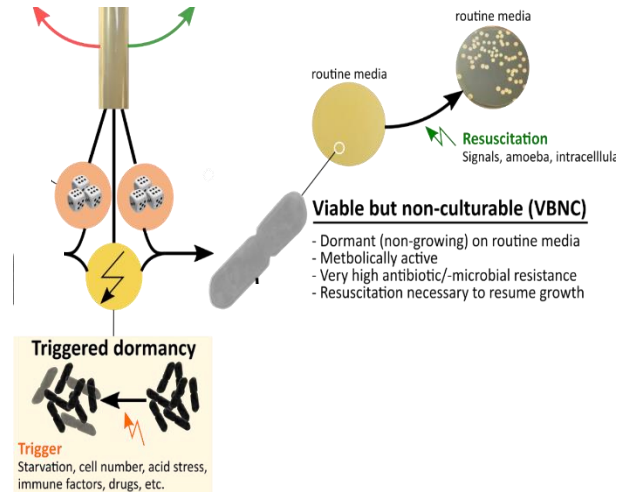 routine media
routine media
Resuscitation
Signals, amoeba, intracelllula
Viable but non-culturable (VBNC)
- Dormant (non-growing) on routine media
- Metbolically active
- Very high antibiotic/-microbial resistance
- Resuscitation necessary to resume growth
Triggered dormancy
Trigger
Starvation, cell number, acid stress,
immune factors, drugs, etc.